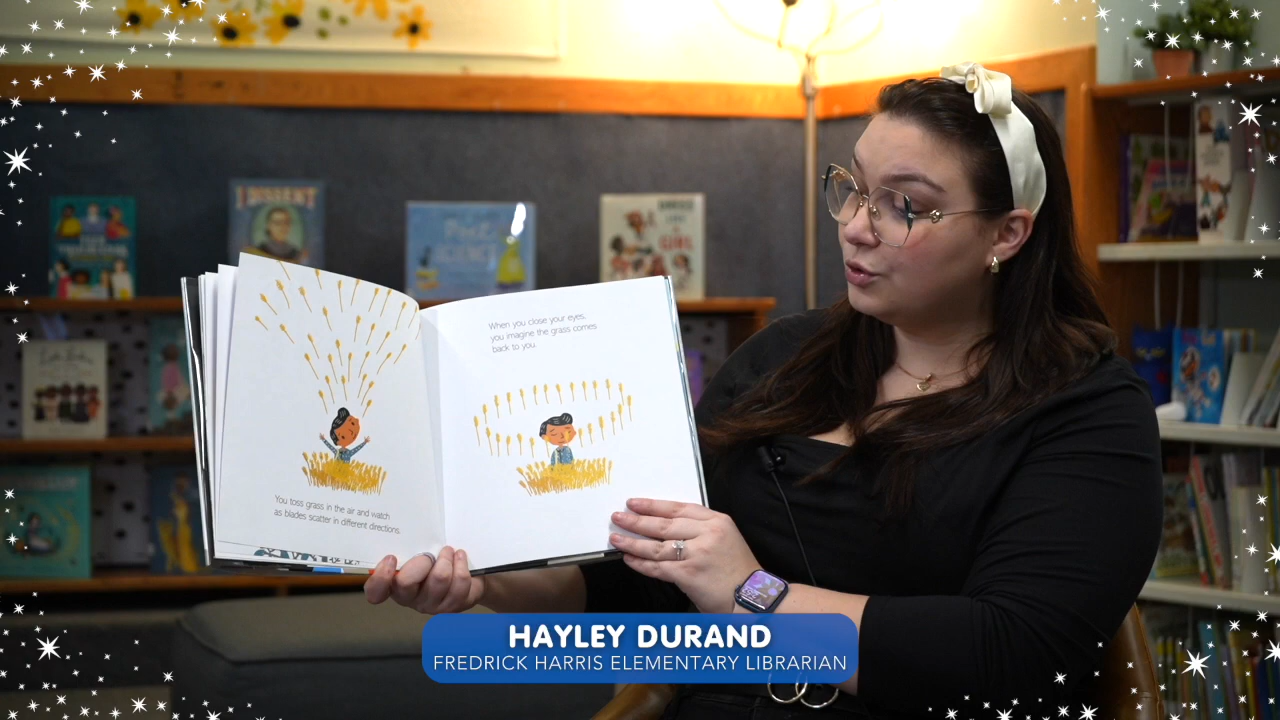 I DISSENT
When you close your eyes,
you imagine the grass comes
back to you
You toss grass in the air and watch
as blades scatter in different directions.
HAYLEY DURAND
FREDRICK HARRIS ELEMENTARY LIBRARIAN